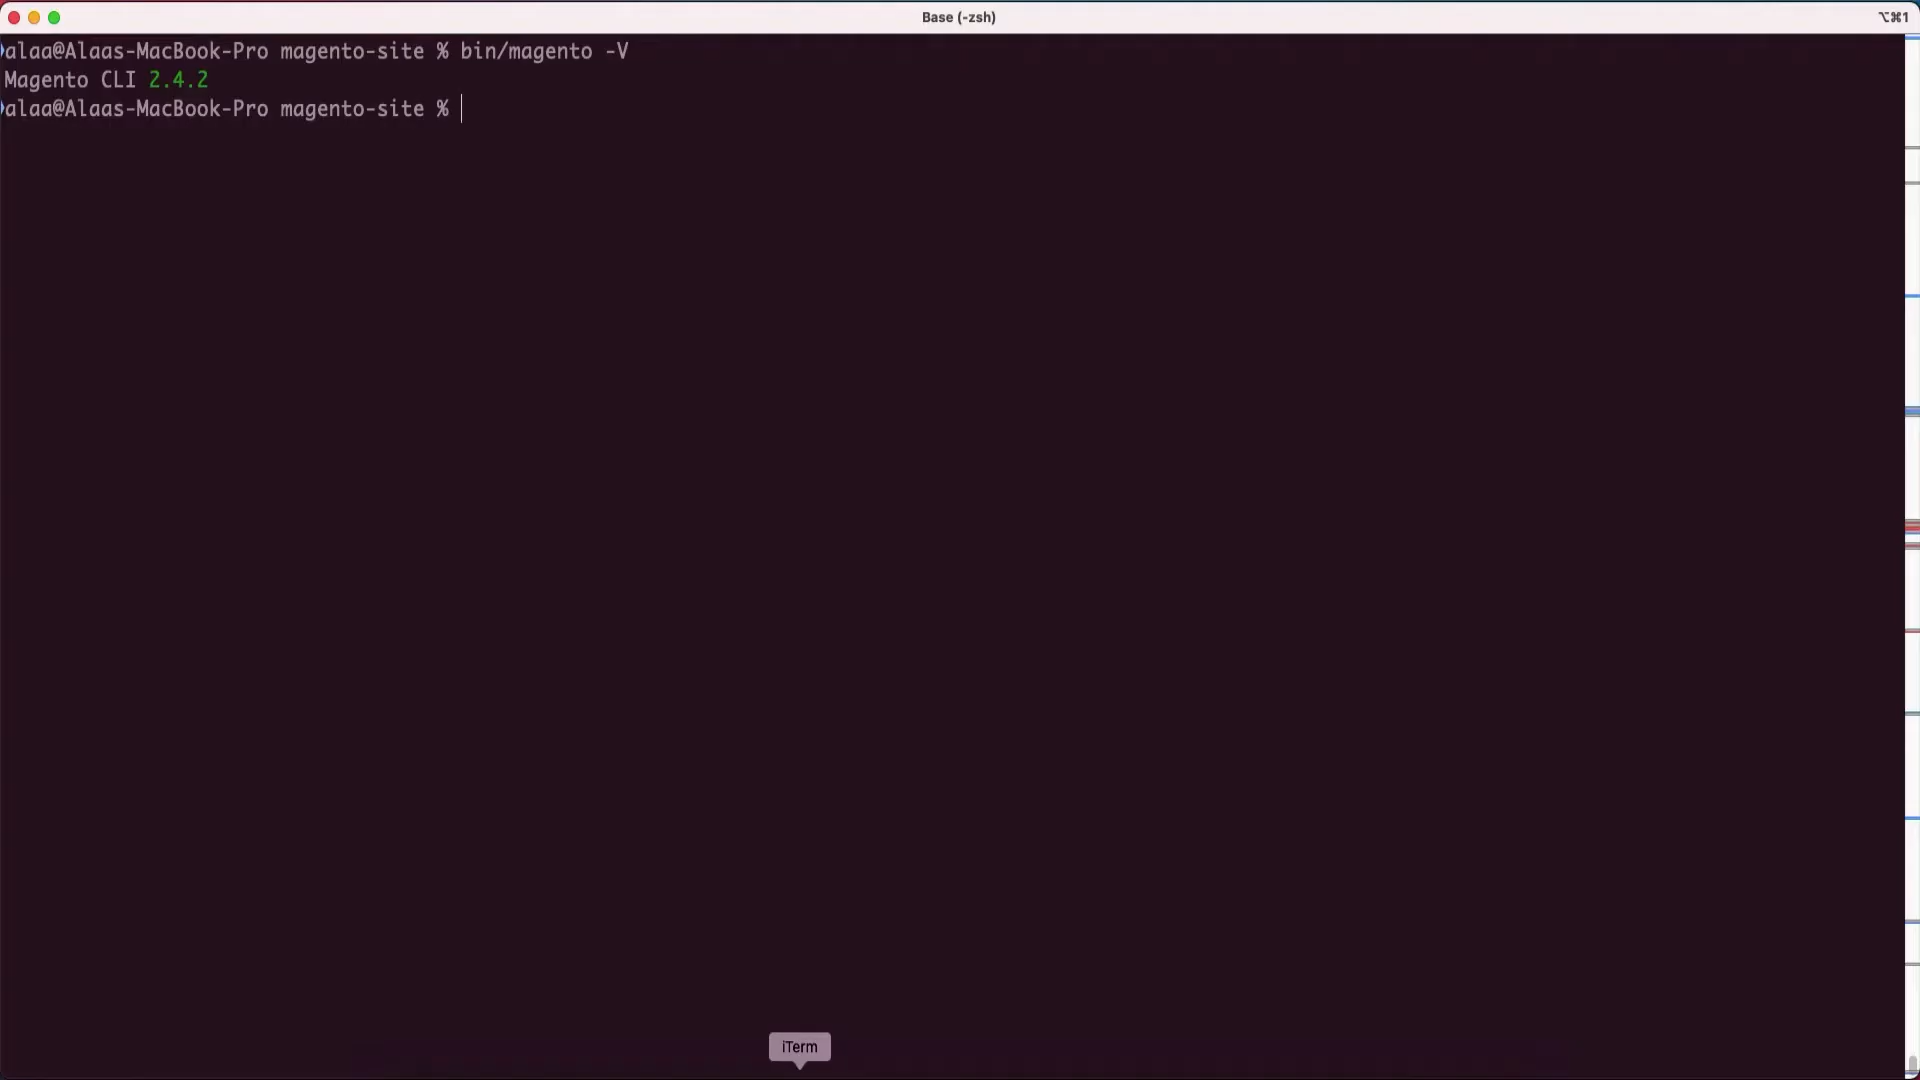 Base (-zsh)
⌥⌘1
alaa@Alaas-MacBook-Pro magento-site % bin/magento -V
Magento CLI 2.4.2
alaa@Alaas-MacBook-Pro magento-site %
iTerm